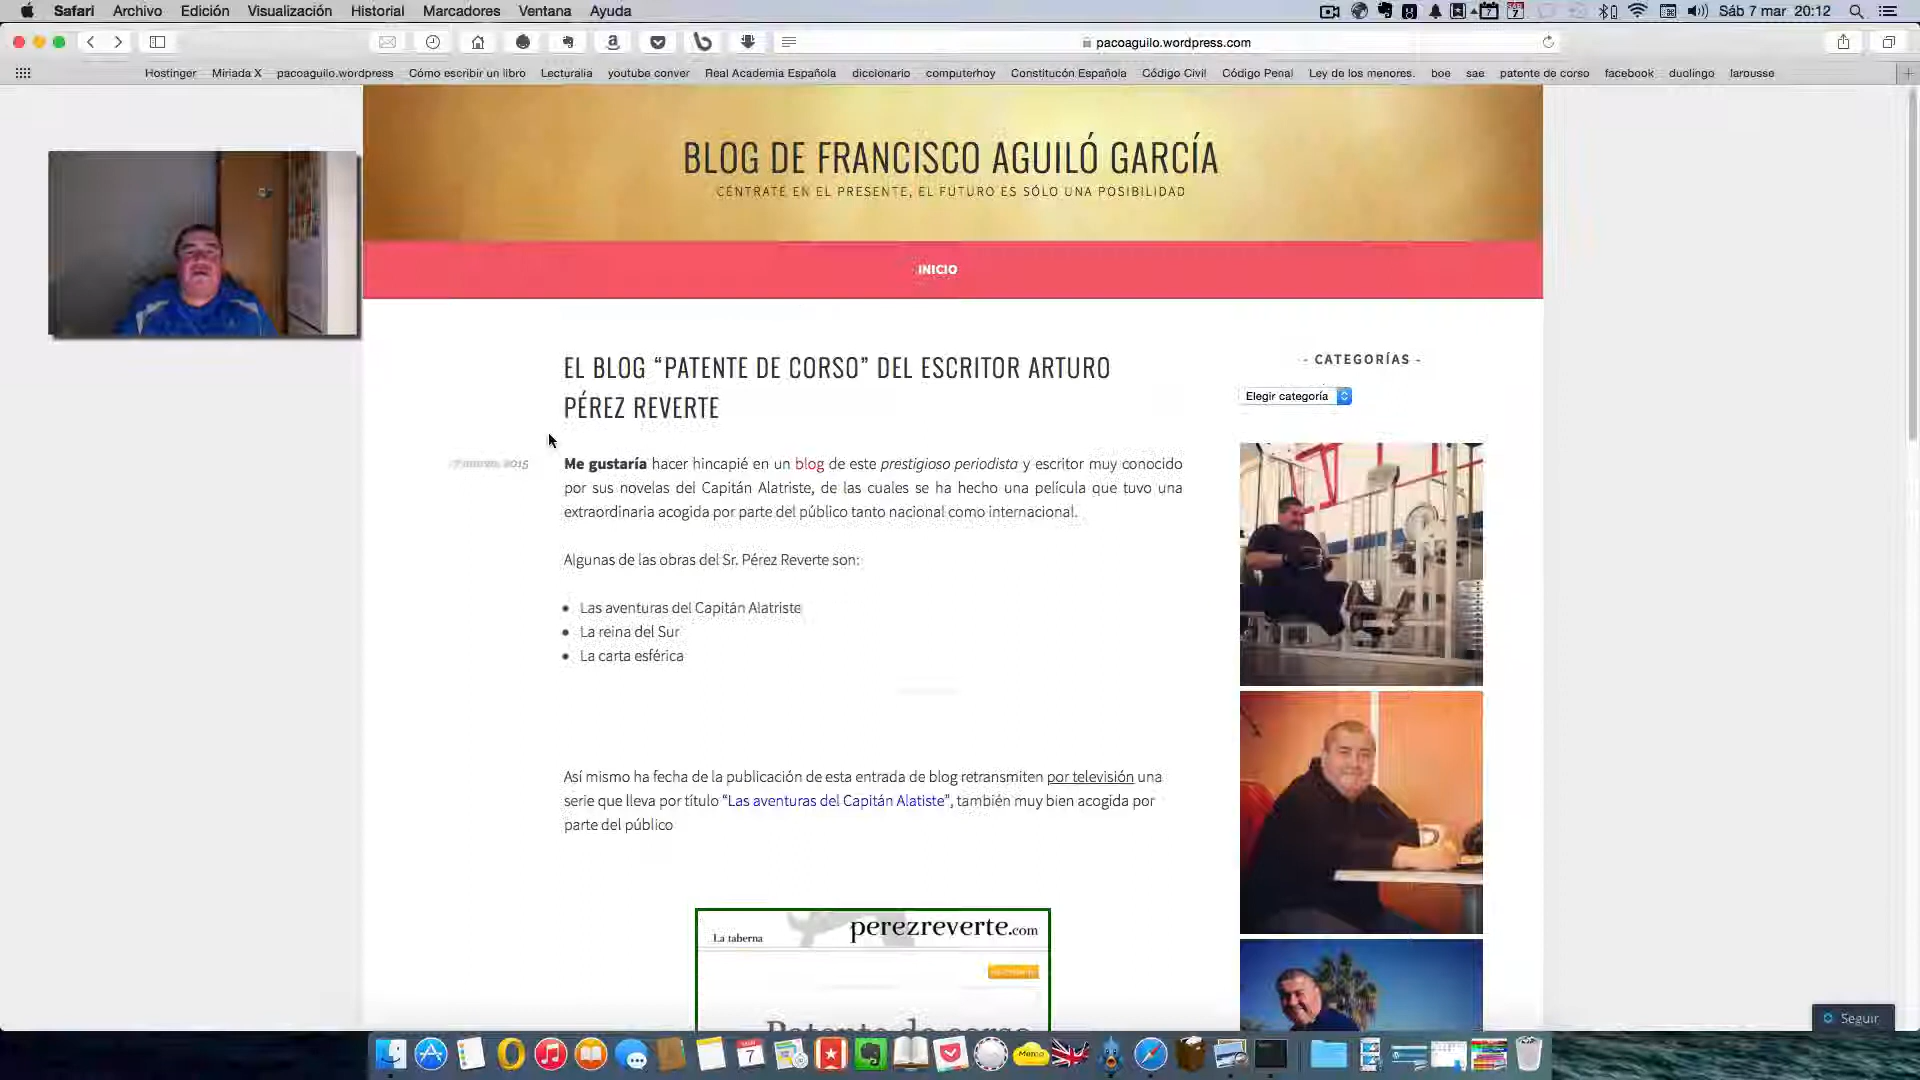 Safari Archivo Edición Visualización Historial Marcadores Ventana Ayuda Sáb 7 mar 20:12
pacoaguilo.wordpress.com
Hostinger Miriada X pacoaguilo.wordpress Cómo escribir un libro Lecturalia youtube conver Real Academia Española diccionario computerhoy Constitucón Española Código Civil Código Penal Ley de los menores. boe sae patente de corso facebook duolingo larousse
BLOG DE FRANCISCO AGUILÓ GARCÍA
CÉNTRATE EN EL PRESENTE, EL FUTURO ES SÓLO UNA POSIBILIDAD
INICIO
EL BLOG “PATENTE DE CORSO” DEL ESCRITOR ARTURO
PÉREZ REVERTE
7 marzo, 2015
Me gustaría hacer hincapié en un blog de este prestigioso periodista y escritor muy conocido
por sus novelas del Capitán Alatriste, de las cuales se ha hecho una película que tuvo una
extraordinaria acogida por parte del público tanto nacional como internacional.
Algunas de las obras del Sr. Pérez Reverte son:
Las aventuras del Capitán Alatriste
La reina del Sur
La carta esférica
Así mismo ha fecha de la publicación de esta entrada de blog retransmiten por televisión una
serie que lleva por título “Las aventuras del Capitán Alatiste”, también muy bien acogida por
parte del público
La taberna perezreverte.com
Patente de corso
- CATEGORÍAS -
Elegir categoría
Seguir